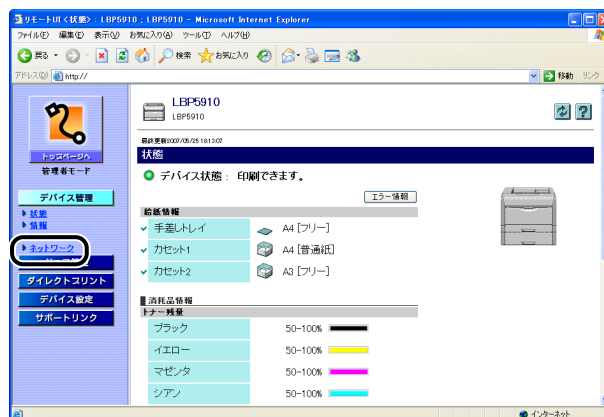 リモートUI <状態> : LBP5910 ; LBP5910 - Microsoft Internet Explorer
ファイル(F) 編集(E) 表示(V) お気に入り(A) ツール(T) ヘルプ(H)
戻る 検索 お気に入り
アドレス(D) http:// 移動 リンク
LBP5910
LBP5910
トップページへ
管理者モード
最終更新2007/05/25 18:13:07
状態
デバイス状態 : 印刷できます。
エラー情報
デバイス管理
状態
情報
ネットワーク
ダイレクトプリント
デバイス設定
サポートリンク
給紙情報
手差しトレイ A4 [フリー]
カセット1 A4 [普通紙]
カセット2 A3 [フリー]
消耗品情報
トナー残量
ブラック 50-100%
イエロー 50-100%
マゼンタ 50-100%
シアン 50-100%
インターネット